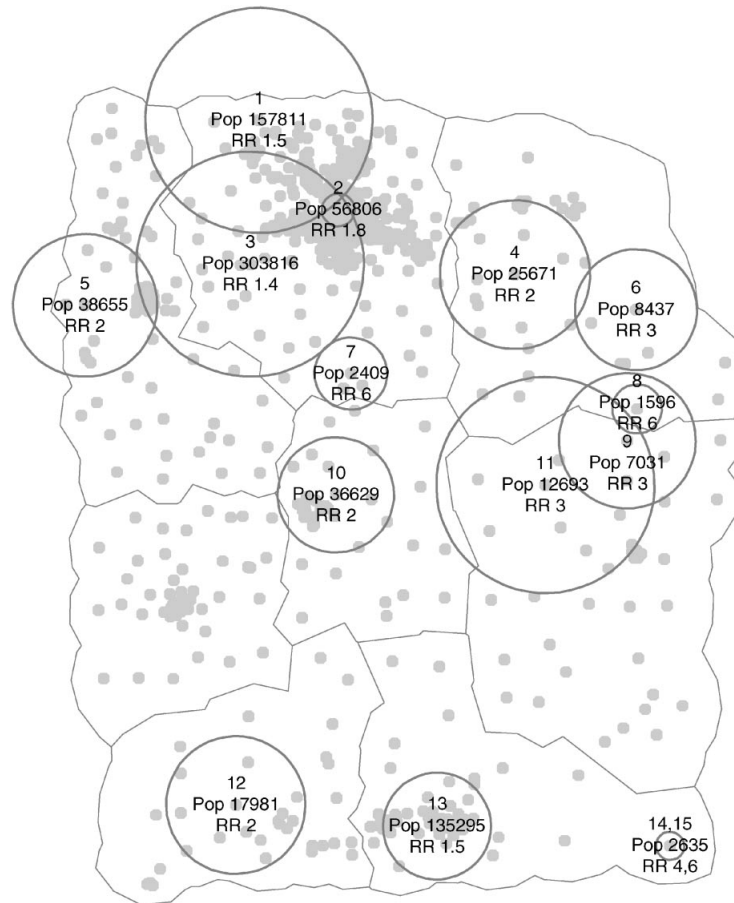 1
Pop 157811
RR 1.5
2
Pop 56806
RR 1.8
3
Pop 303816
RR 1.4
4
Pop 25671
RR 2
5
Pop 38655
RR 2
6
Pop 8437
RR 3
7
Pop 2409
RR 6
8
Pop 1596
RR 6
9
Pop 7031
RR 3
10
Pop 36629
RR 2
11
Pop 12693
RR 3
12
Pop 17981
RR 2
13
Pop 135295
RR 1.5
14,15
Pop 2635
RR 4,6